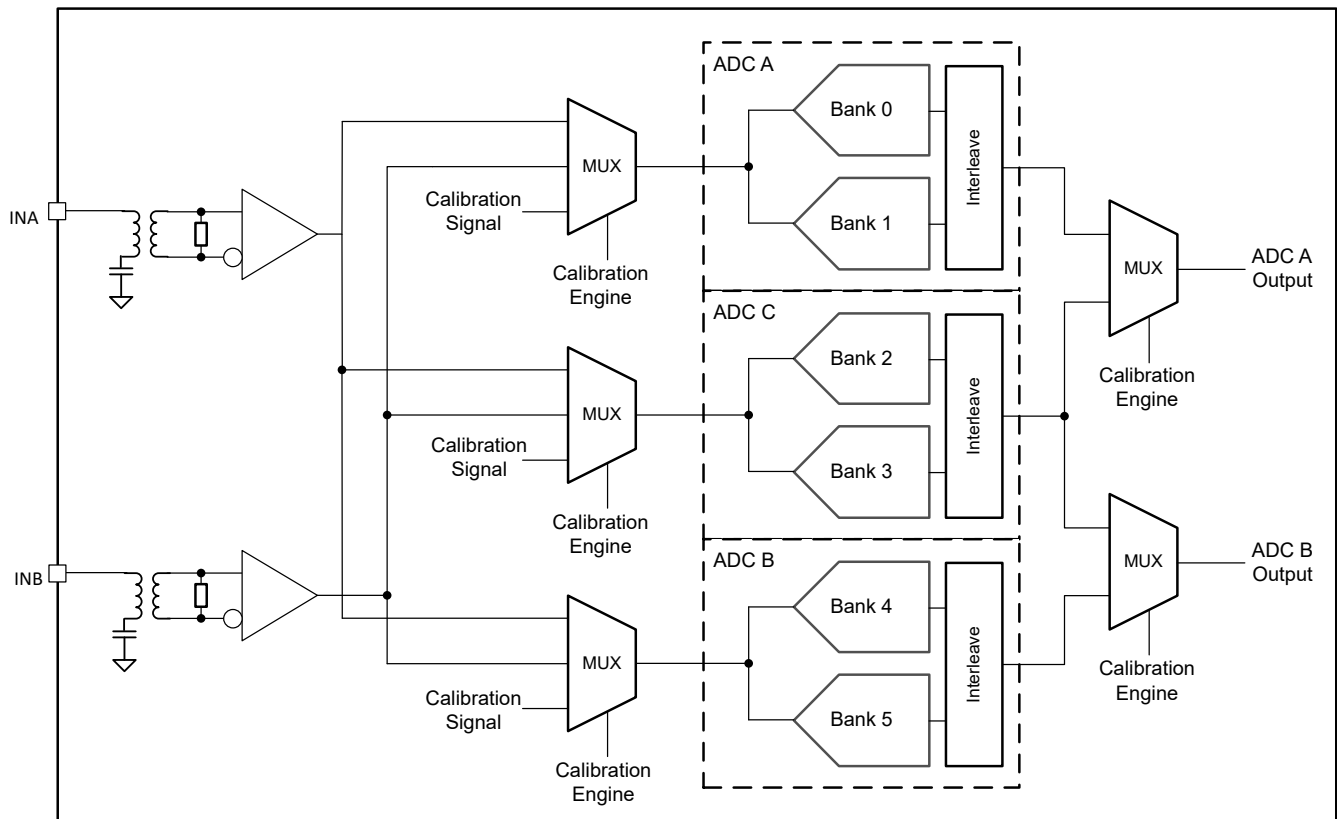 ADC A
Bank 0
Interleave
MUX
Calibration
Signal
Bank 1
INA
Calibration
Engine
MUX
ADC A
Output
ADC C
Bank 2
Interleave
Calibration
Engine
MUX
Calibration
Signal
Bank 3
Calibration
Engine
ADC B
Bank 4
Interleave
MUX
ADC B
Output
INB
MUX
Calibration
Signal
Bank 5
Calibration
Engine
Calibration
Engine